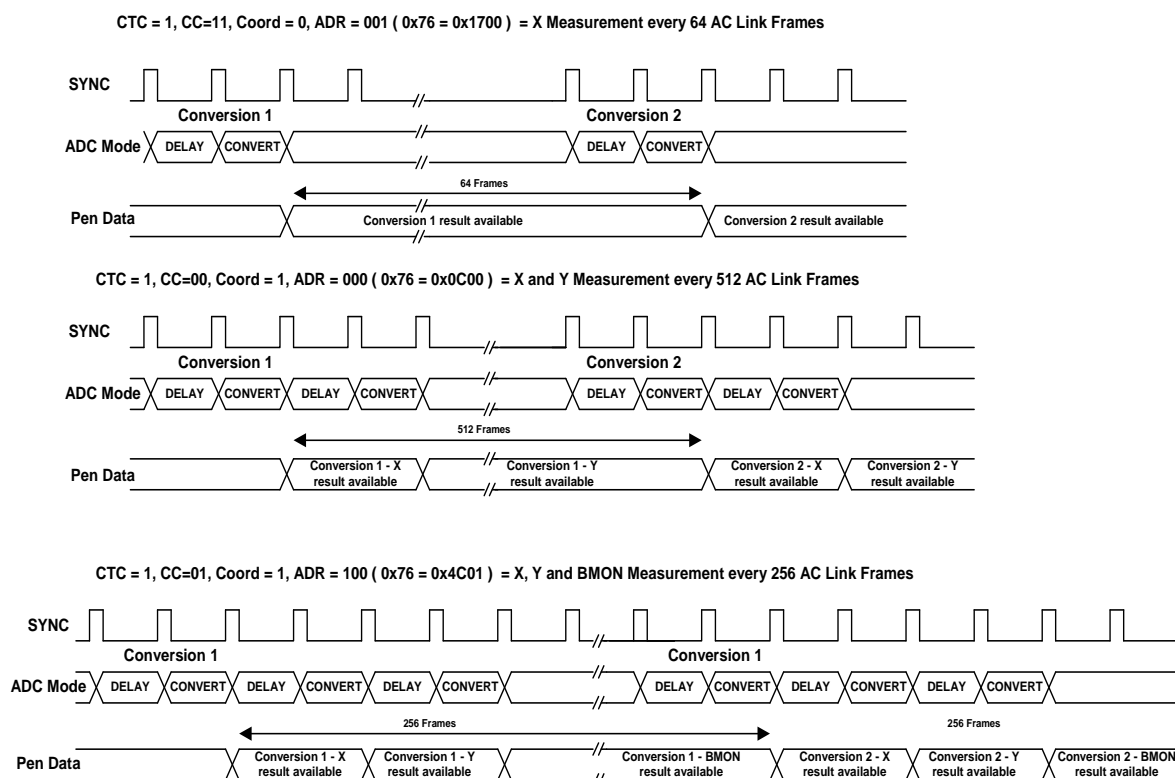 CTC = 1, CC=11, Coord = 0, ADR = 001 ( 0x76 = 0x1700 )  = X Measurement every 64 AC Link Frames
SYNC
Conversion 1 Conversion 2
ADC Mode DELAY CONVERT DELAY CONVERT
64 Frames
Pen Data Conversion 1 result available Conversion 2 result available
CTC = 1, CC=00, Coord = 1, ADR = 000 ( 0x76 = 0x0C00 )  = X and Y Measurement every 512 AC Link Frames
SYNC
Conversion 1 Conversion 2
ADC Mode DELAY CONVERT DELAY CONVERT DELAY CONVERT DELAY CONVERT
512 Frames
Pen Data Conversion 1 - X Conversion 1 - Y Conversion 2 - X Conversion 2 - Y
result available result available result available result available
CTC = 1, CC=01, Coord = 1, ADR = 100 ( 0x76 = 0x4C01 )  = X, Y and BMON Measurement every 256 AC Link Frames
SYNC
Conversion 1 Conversion 1
ADC Mode DELAY CONVERT DELAY CONVERT DELAY CONVERT DELAY CONVERT DELAY CONVERT DELAY CONVERT
256 Frames 256 Frames
Pen Data Conversion 1 - X Conversion 1 - Y Conversion 1 - BMON Conversion 2 - X Conversion 2 - Y Conversion 2 - BMON
result available result available result available result available result available result available